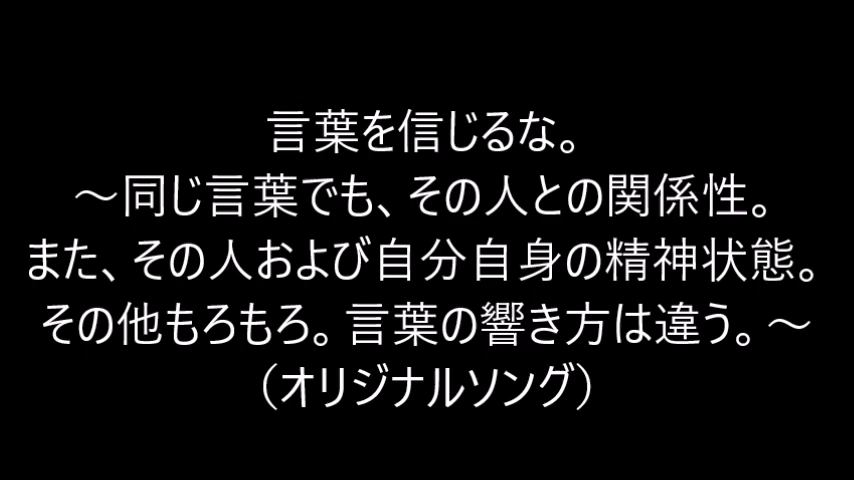 言葉を信じるな。
～同じ言葉でも、その人との関係性。
また、その人および自分自身の精神状態。
その他もろもろ。言葉の響き方は違う。～
(オリジナルソング)